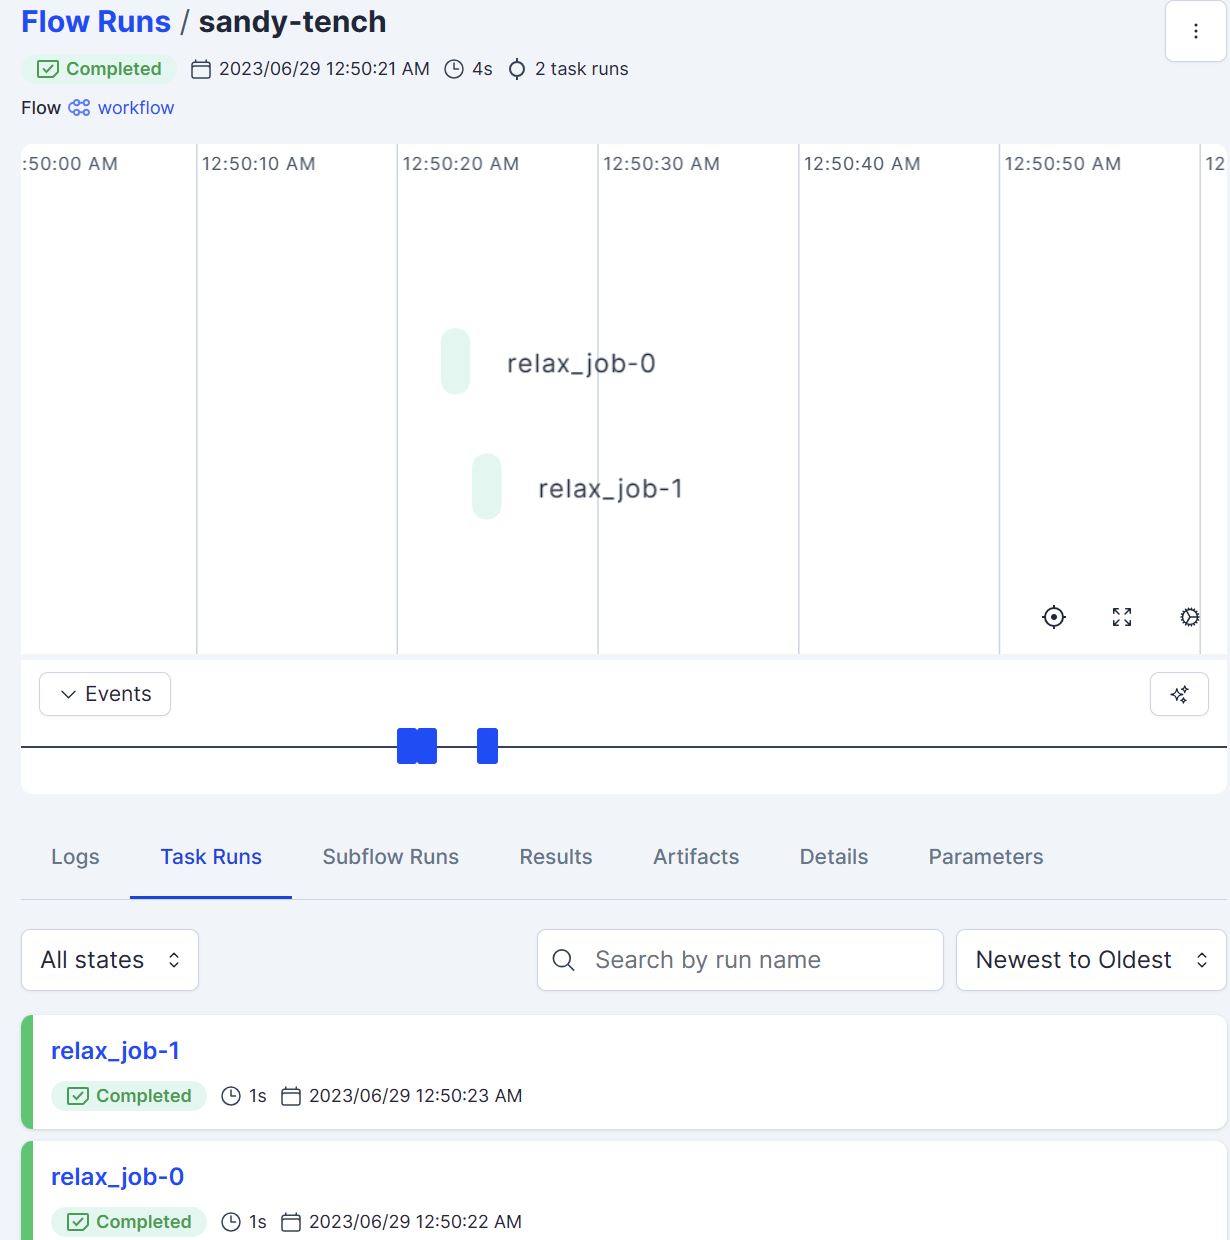 Flow Runs / sandy-tench
Completed 2023/06/29 12:50:21 AM 4s 2 task runs
Flow workflow
:50:00 AM 12:50:10 AM 12:50:20 AM 12:50:30 AM 12:50:40 AM 12:50:50 AM 12
relax_job-0
relax_job-1
Events
Logs Task Runs Subflow Runs Results Artifacts Details Parameters
All states Search by run name Newest to Oldest
relax_job-1
Completed 1s 2023/06/29 12:50:23 AM
relax_job-0
Completed 1s 2023/06/29 12:50:22 AM